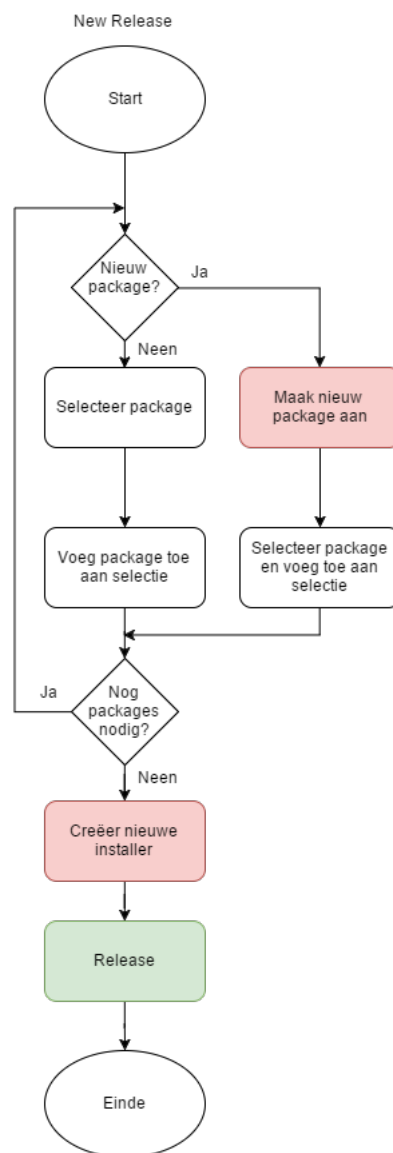 New Release
Start
Nieuw
package?
Ja
Neen
Selecteer package
Maak nieuw
package aan
Voeg package toe
aan selectie
Selecteer package
en voeg toe aan
selectie
Ja
Nog
packages
nodig?
Neen
Creëer nieuwe
installer
Release
Einde